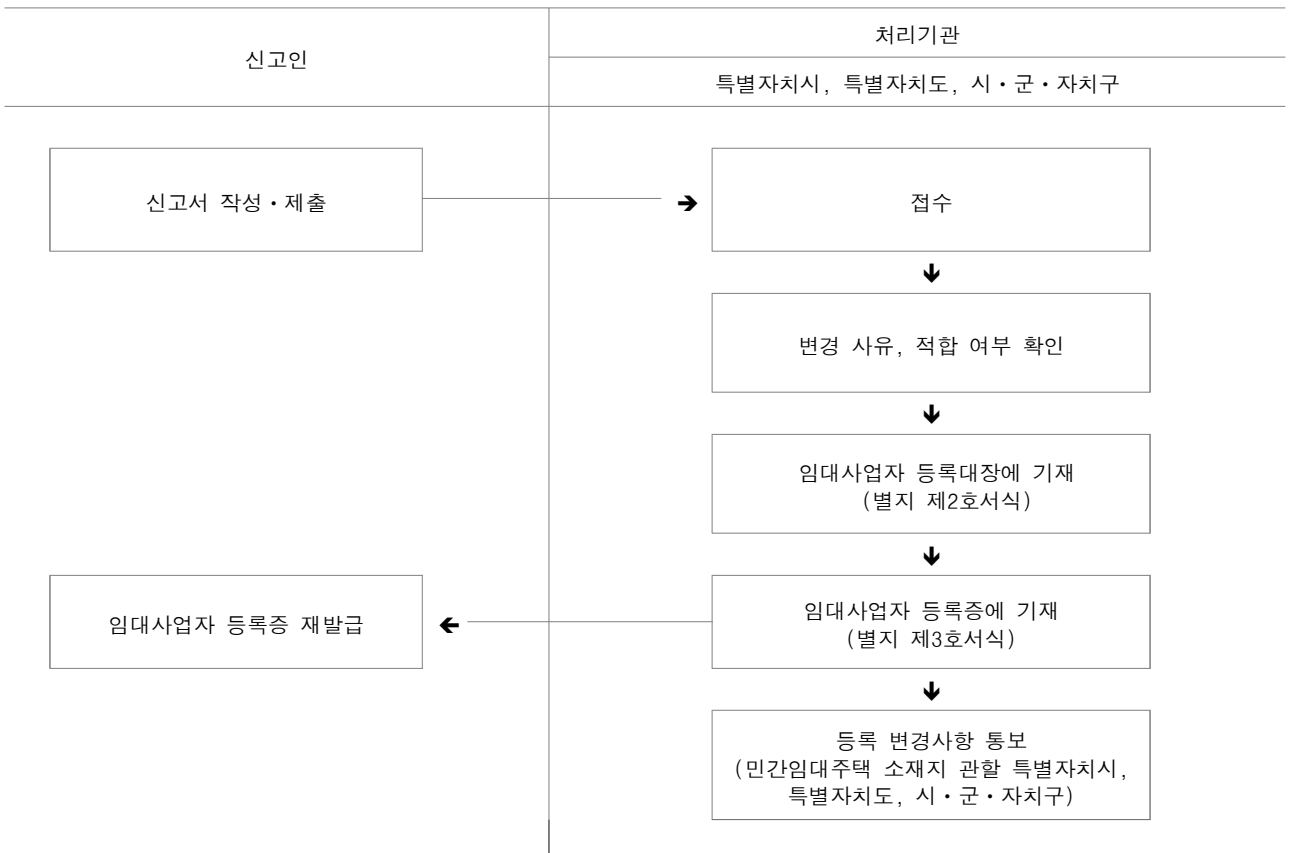 신고인
처리기관
특별자치시, 특별자치도, 시・군・자치구
신고서 작성・제출
➔
접수
🡻
변경 사유, 적합 여부 확인
🡻
임대사업자 등록대장에 기재
(별지 제2호서식)
🡻
임대사업자 등록증 재발급
🡸
임대사업자 등록증에 기재
(별지 제3호서식)
🡻
등록 변경사항 통보
(민간임대주택 소재지 관할 특별자치시,
특별자치도, 시・군・자치구)